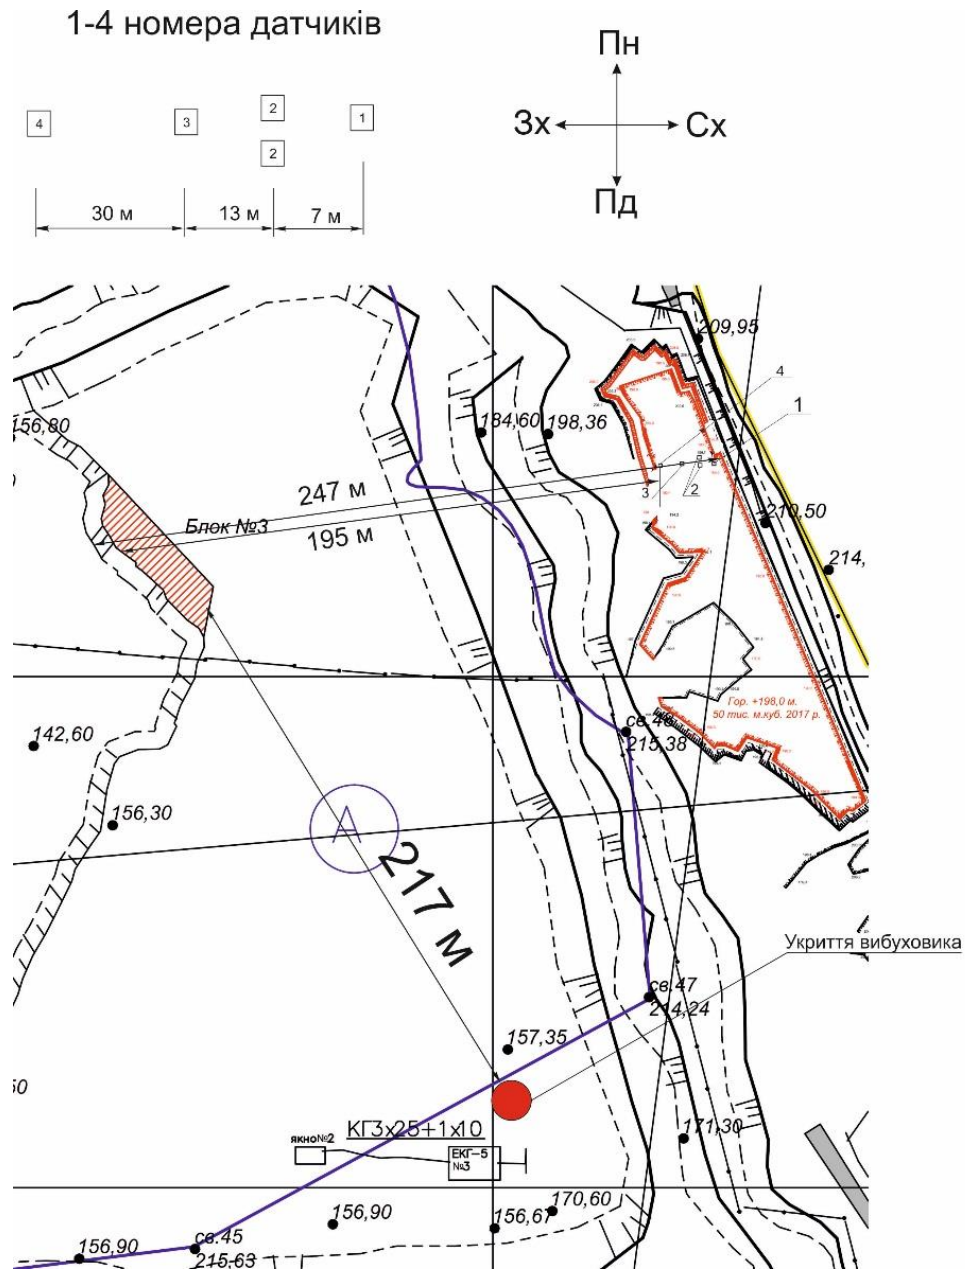 1-4 номера датчиків
Пн
Зх
Сх
Пд
4
3
2
2
1
30 м
13 м
7 м
209,95
4
1
156,80
184,60
198,36
247 м
3
2
Блок №3
195 м
210,50
214,
Гор. +198,0 м.
50 тис. м.куб. 2017 р.
142,60
св.46
215,38
156,30
А
217 м
Укриття вибуховика
св.47
214,24
157,35
50
КГ3х25+1х10
якно№2
ЕКГ-5
№3
171,30
170,60
156,90
156,67
св.45
156,90
215,63